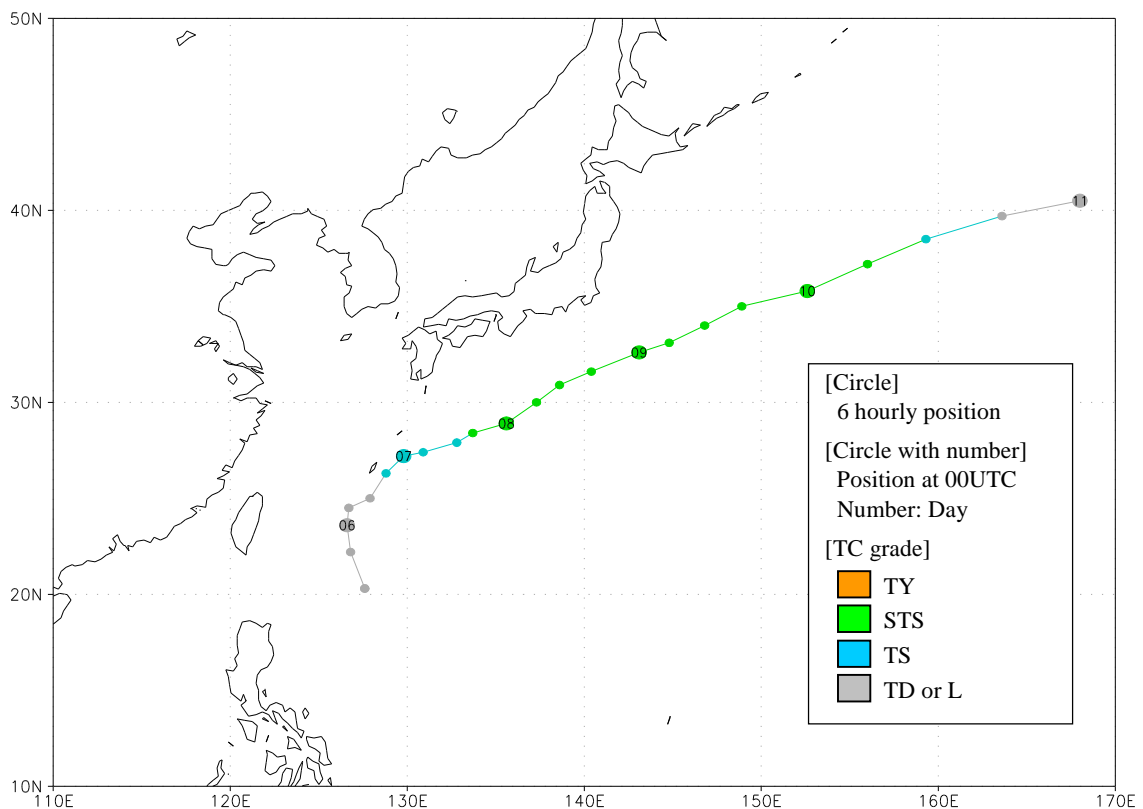 50N
40N
30N
20N
10N
110E 120E 130E 140E 150E 160E 170E
06
07
08
09
10
11
[Circle]
6 hourly position
[Circle with number]
Position at 00UTC
Number: Day
[TC grade]
TY
STS
TS
TD or L